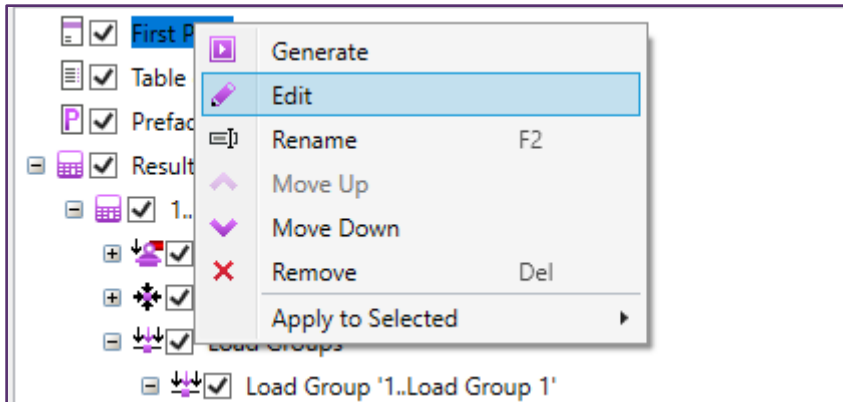 First P
Generate
Table
Edit
Prefac
Rename F2
Result
Move Up
1..
Move Down
Remove Del
Apply to Selected
Load Groups
Load Group '1..Load Group 1'